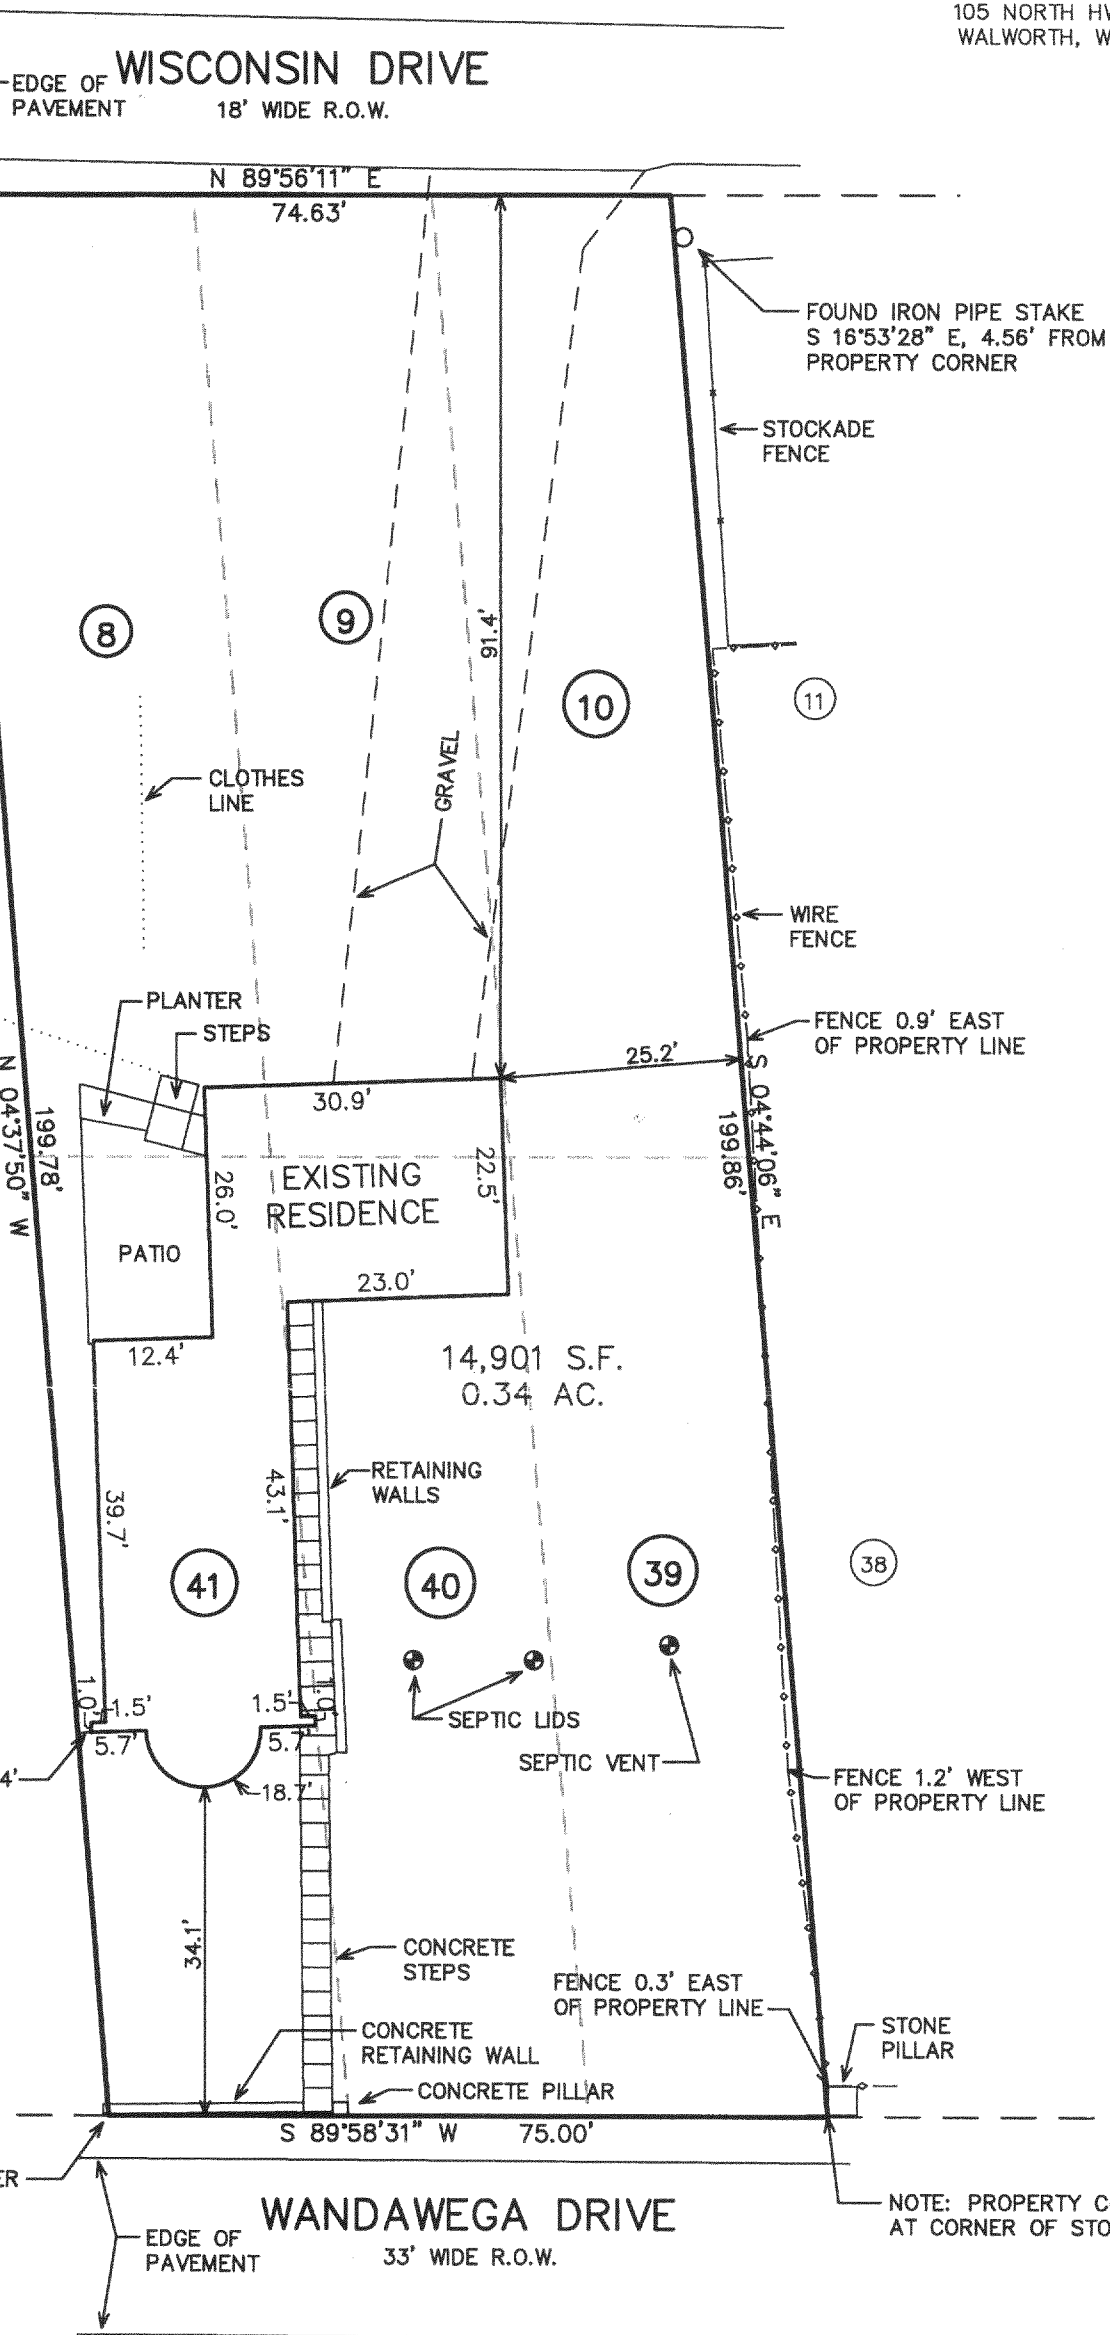 105 NORTH
WALWORTH,
WISCONSIN DRIVE
EDGE OF
PAVEMENT
18' WIDE R.O.W.
N 89°56'11" E
74.63'
FOUND IRON PIPE STAKE
S 16°53'28" E, 4.56' FROM
PROPERTY CORNER
STOCKADE
FENCE
8
9
91.4'
10
11
GRAVEL
CLOTHES
LINE
WIRE
FENCE
PLANTER
STEPS
FENCE 0.9' EAST
OF PROPERTY LINE
25.2'
30.9'
N 04°37'50" W
199.78'
S 04°44'06" E
199.86'
EXISTING
RESIDENCE
26.0'
22.5'
PATIO
23.0'
12.4'
14,901 S.F.
0.34 AC.
RETAINING
WALLS
39.7'
43.1'
41
40
39
38
1.0'
1.5'
1.5'
1.0'
5.7'
5.7'
SEPTIC LIDS
SEPTIC VENT
4'
18.7'
FENCE 1.2' WEST
OF PROPERTY LINE
34.1'
CONCRETE
STEPS
FENCE 0.3' EAST
OF PROPERTY LINE
STONE
PILLAR
CONCRETE
RETAINING WALL
CONCRETE PILLAR
S 89°58'31" W 75.00'
ER
WANDAWEGA DRIVE
33' WIDE R.O.W.
EDGE OF
PAVEMENT
NOTE: PROPERTY C
AT CORNER OF STO